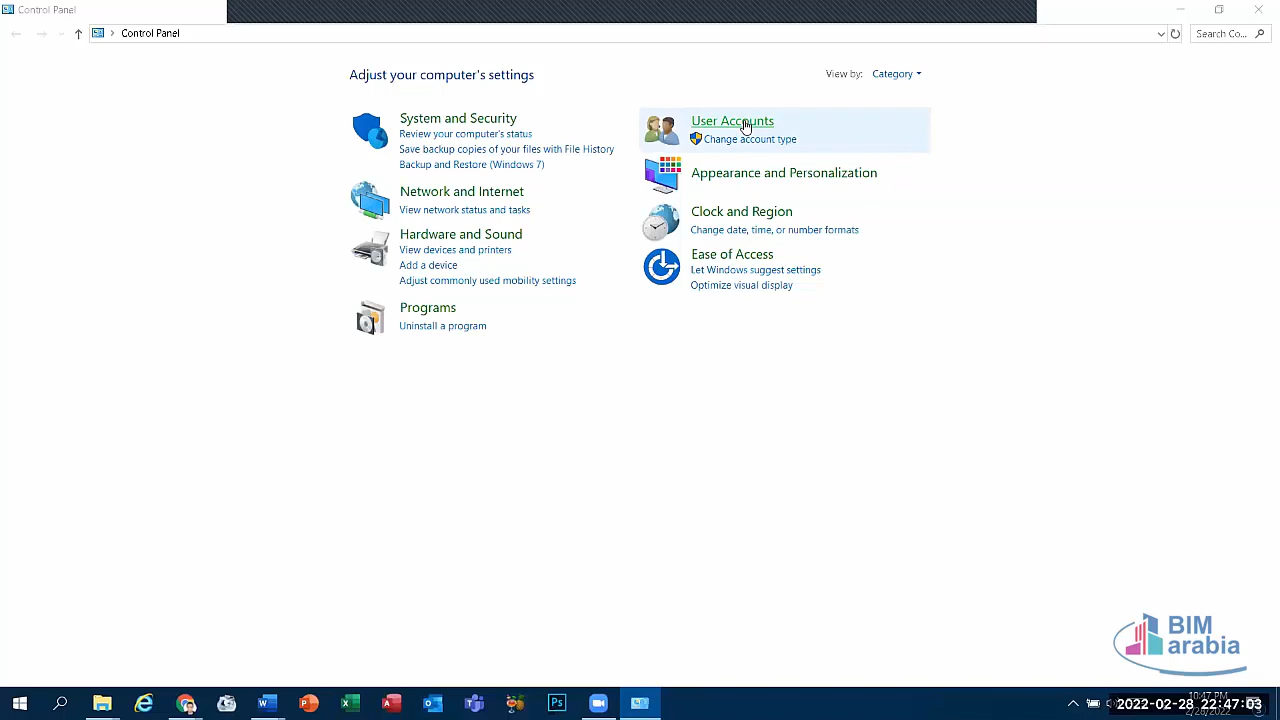 Control Panel
Control Panel
Search Co...
Adjust your computer's settings
View by: Category
System and Security
Review your computer's status
Save backup copies of your files with File History
Backup and Restore (Windows 7)
Network and Internet
View network status and tasks
Hardware and Sound
View devices and printers
Add a device
Adjust commonly used mobility settings
Programs
Uninstall a program
User Accounts
Change account type
Appearance and Personalization
Clock and Region
Change date, time, or number formats
Ease of Access
Let Windows suggest settings
Optimize visual display
BIM
arabia
Ps
10:47 PM
2022-02-28 22:47:03